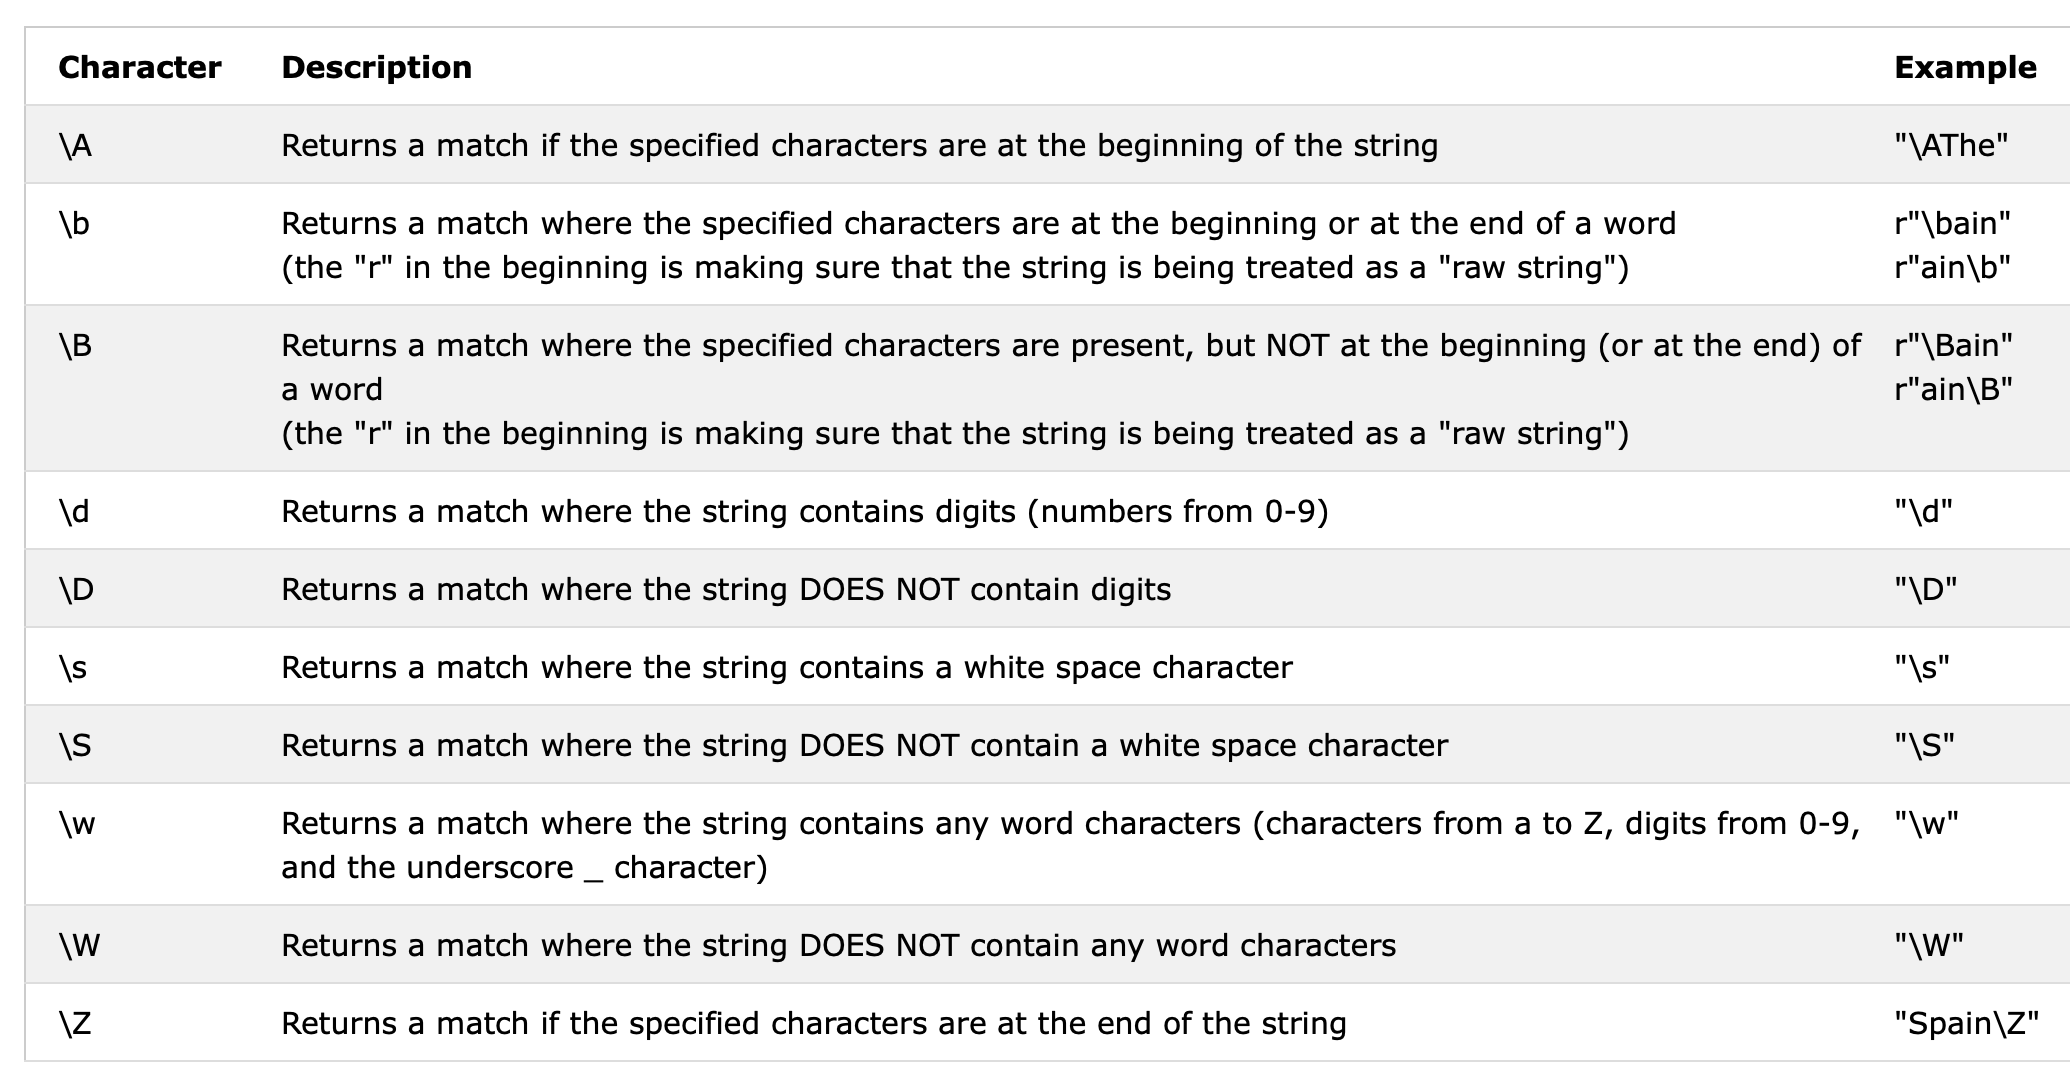 Character Description Example
\A Returns a match if the specified characters are at the beginning of the string "\AThe"
\b Returns a match where the specified characters are at the beginning or at the end of a word r"\bain"
(the "r" in the beginning is making sure that the string is being treated as a "raw string") r"ain\b"
\B Returns a match where the specified characters are present, but NOT at the beginning (or at the end) of r"\Bain"
a word r"ain\B"
(the "r" in the beginning is making sure that the string is being treated as a "raw string")
\d Returns a match where the string contains digits (numbers from 0-9) "\d"
\D Returns a match where the string DOES NOT contain digits "\D"
\s Returns a match where the string contains a white space character "\s"
\S Returns a match where the string DOES NOT contain a white space character "\S"
\w Returns a match where the string contains any word characters (characters from a to Z, digits from 0-9, "\w"
and the underscore _ character)
\W Returns a match where the string DOES NOT contain any word characters "\W"
\Z Returns a match if the specified characters are at the end of the string "Spain\Z"